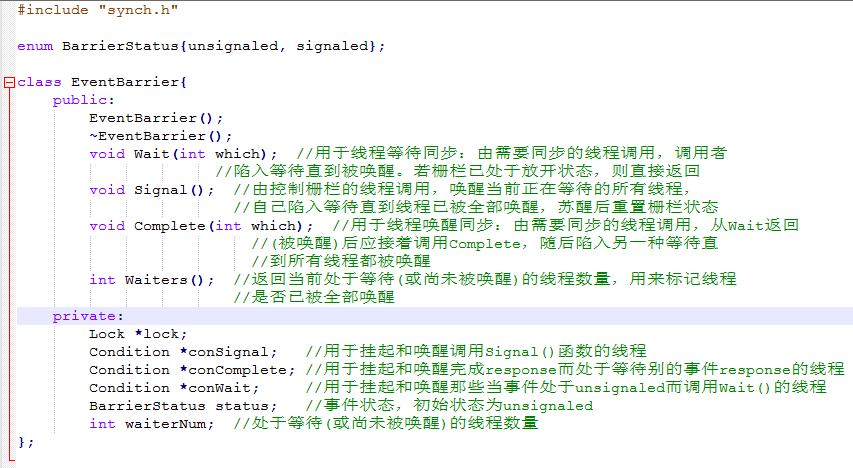 #include "synch.h"
enum BarrierStatus{unsignaled, signaled};
class EventBarrier{
public:
EventBarrier();
~EventBarrier();
void Wait(int which);  //用于线程等待同步：由需要同步的线程调用，调用者
//陷入等待直到被唤醒。若栅栏已处于放开状态，则直接返回
void Signal();  //由控制栅栏的线程调用，唤醒当前正在等待的所有线程，
//自己陷入等待直到线程已被全部唤醒，苏醒后重置栅栏状态
void Complete(int which);  //用于线程唤醒同步：由需要同步的线程调用，从Wait返回
//(被唤醒)后应接着调用Complete，随后陷入另一种等待直
//到所有线程都被唤醒
int Waiters();  //返回当前处于等待(或尚未被唤醒)的线程数量，用来标记线程
//是否已被全部唤醒
private:
Lock *lock;
Condition *conSignal;   //用于挂起和唤醒调用Signal()函数的线程
Condition *conComplete; //用于挂起和唤醒完成response而处于等待别的事件response的线程
Condition *conWait;     //用于挂起和唤醒那些当事件处于unsignaled而调用Wait()的线程
BarrierStatus status;   //事件状态，初始状态为unsignaled
int waiterNum;  //处于等待(或尚未被唤醒)的线程数量
};